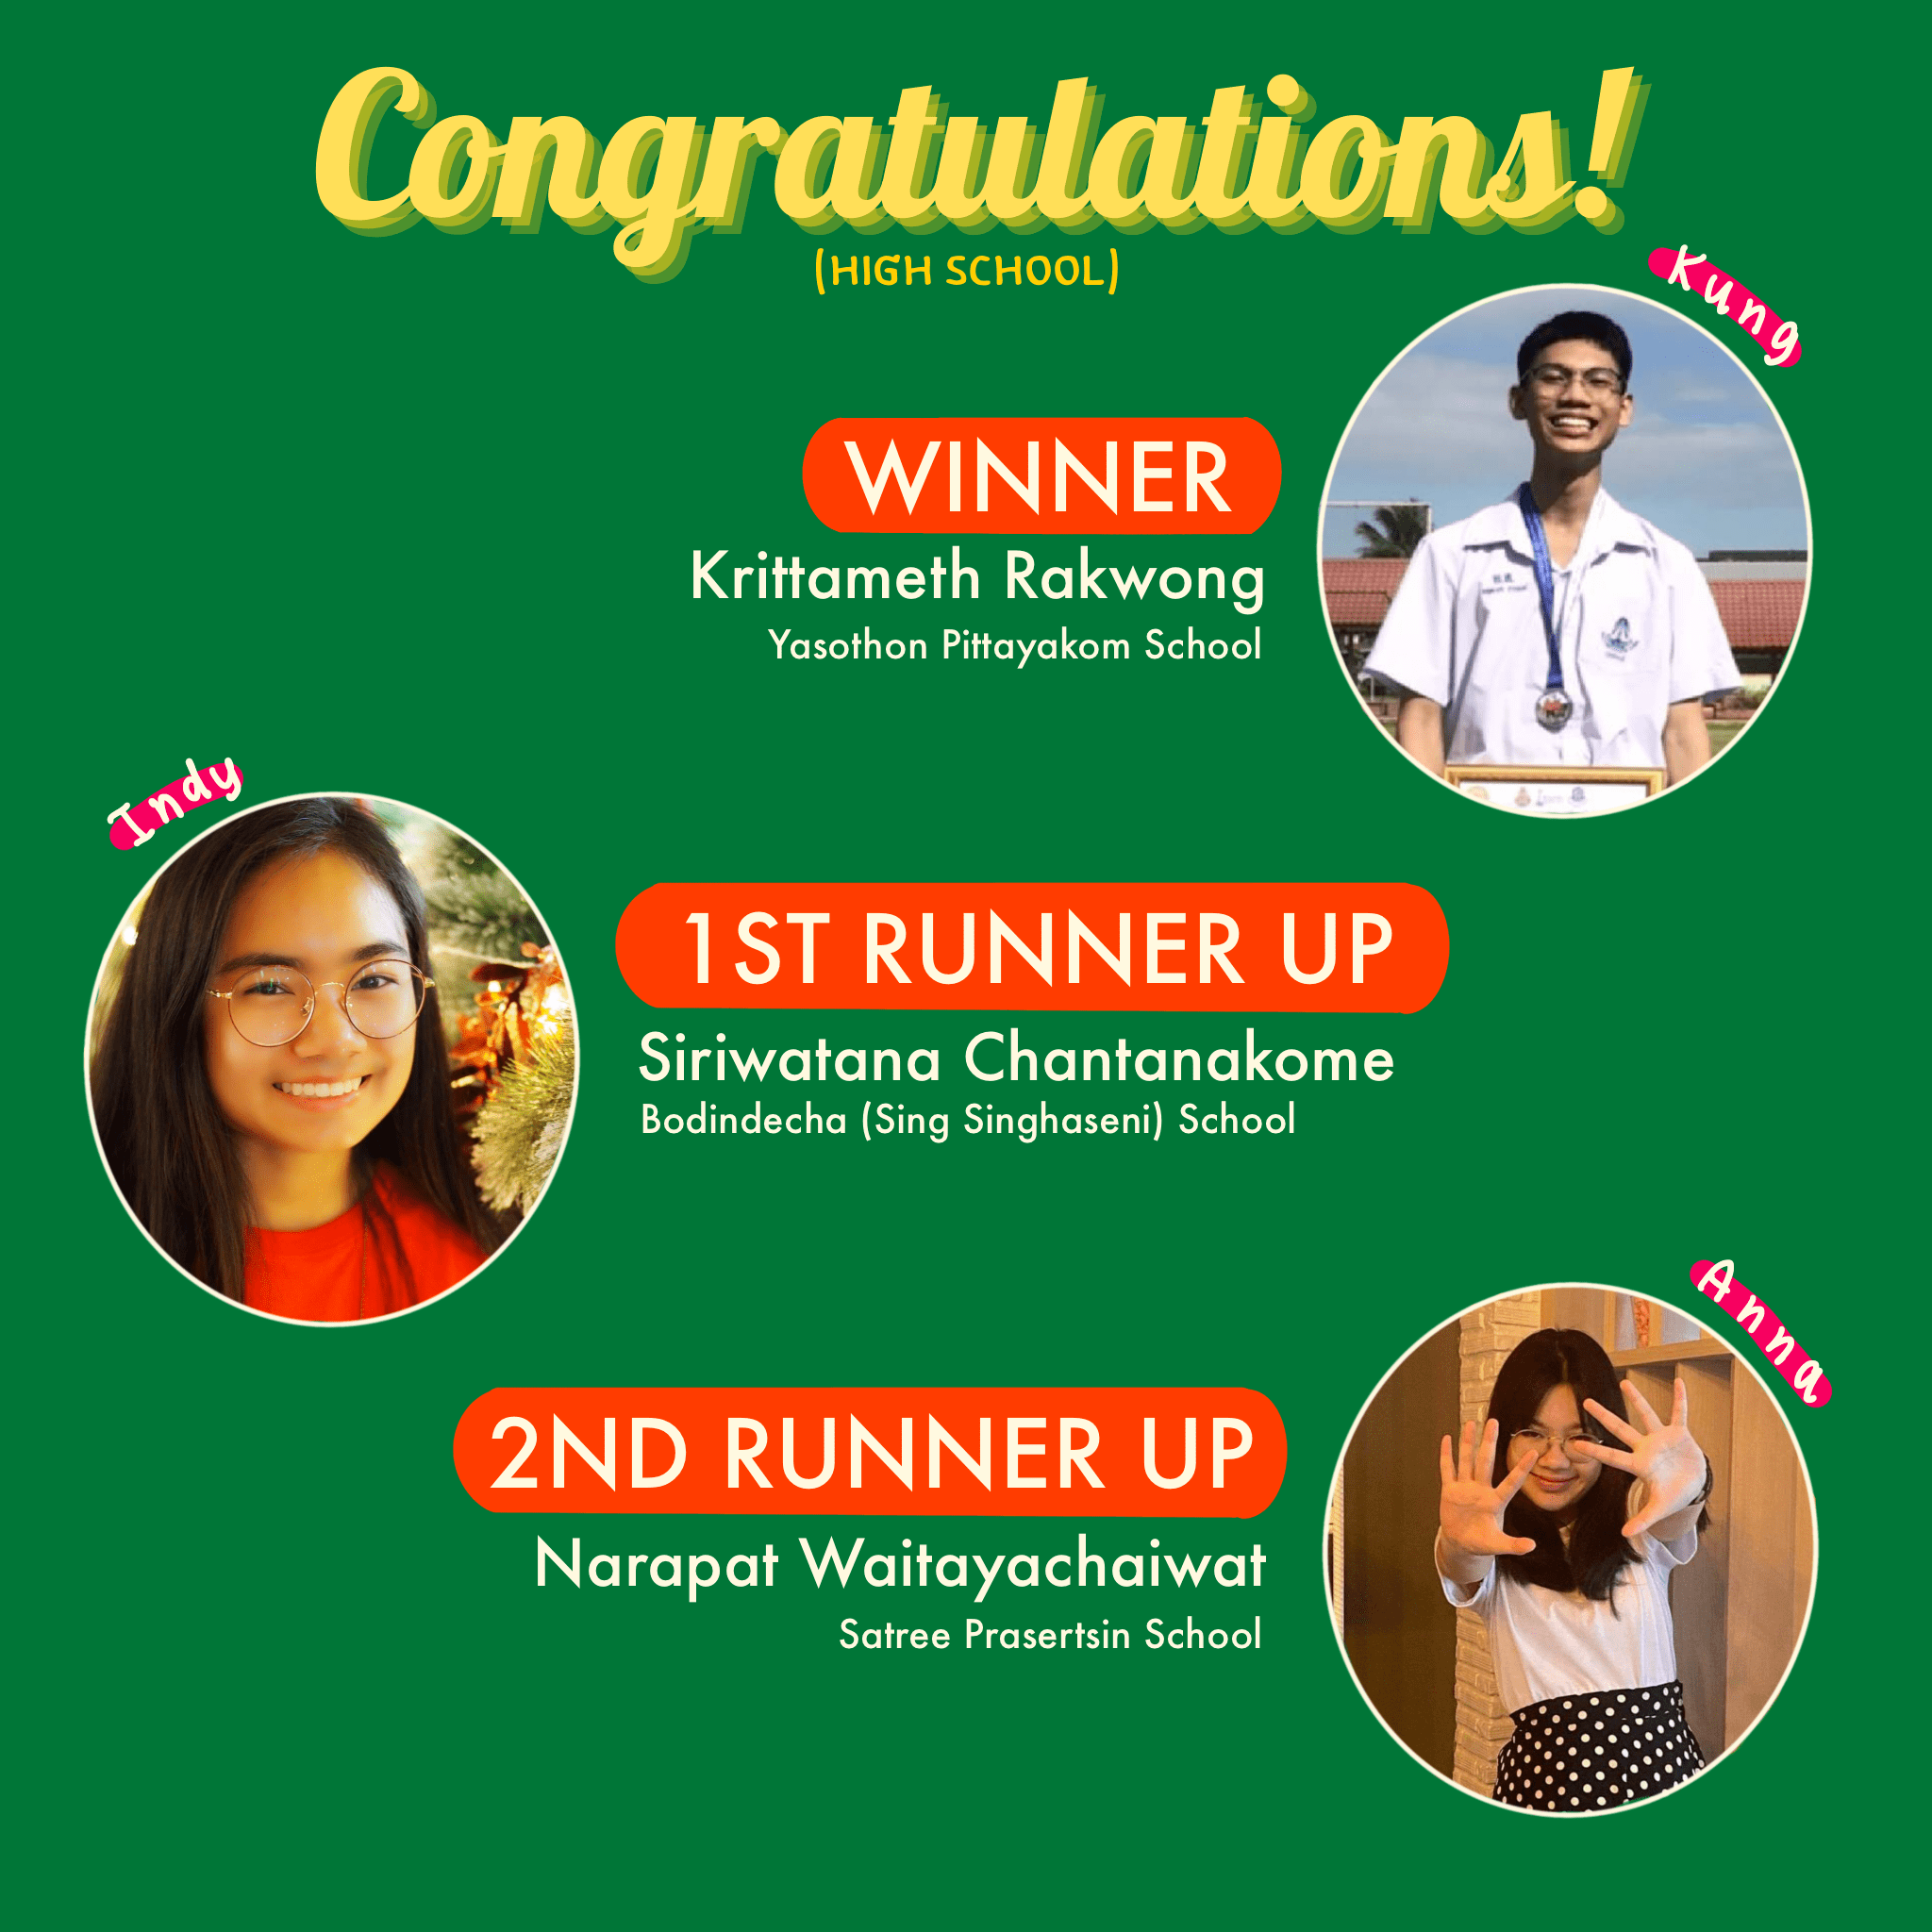 Congratulations!
(HIGH SCHOOL)
Kung
WINNER
Krittameth Rakwong
Yasothon Pittayakom School
Indy
1ST RUNNER UP
Siriwatana Chantanakome
Bodindecha (Sing Singhaseni) School
Anna
2ND RUNNER UP
Narapat Waitayachaiwat
Satree Prasertsin School